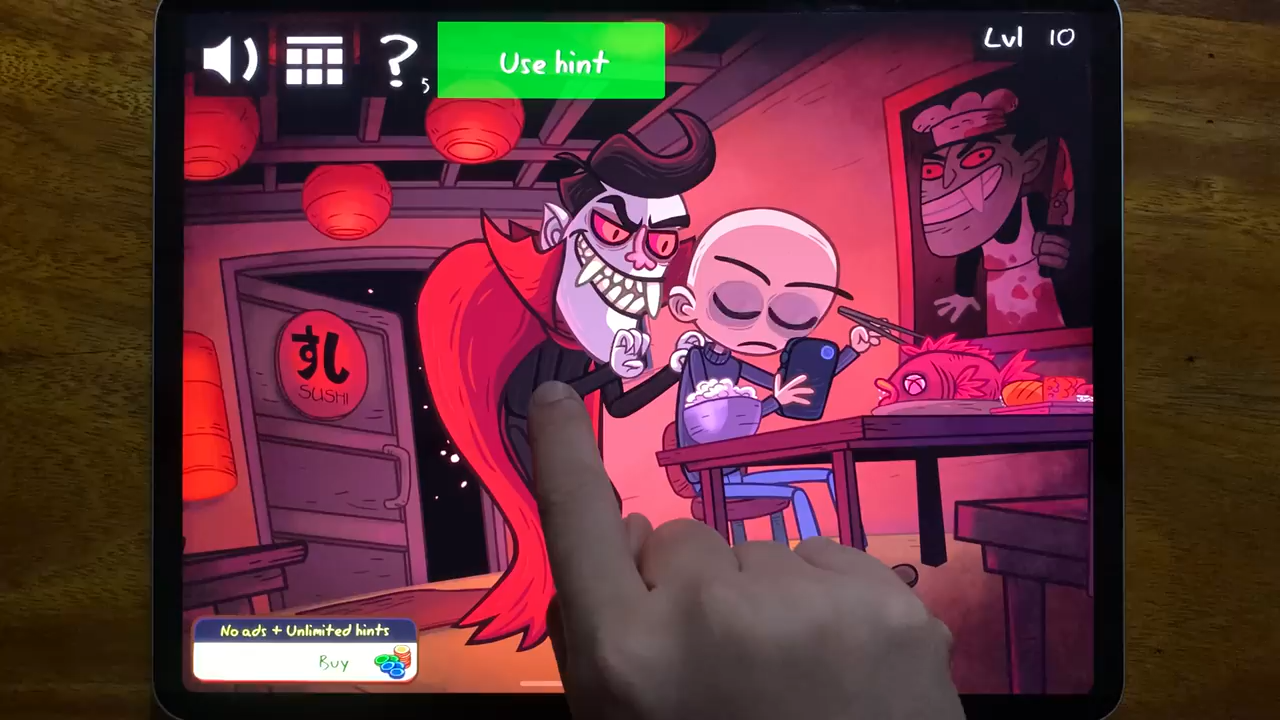 Use hint
Lvl 10
5
すし
SUSHI
No ads + Unlimited hints
Buy